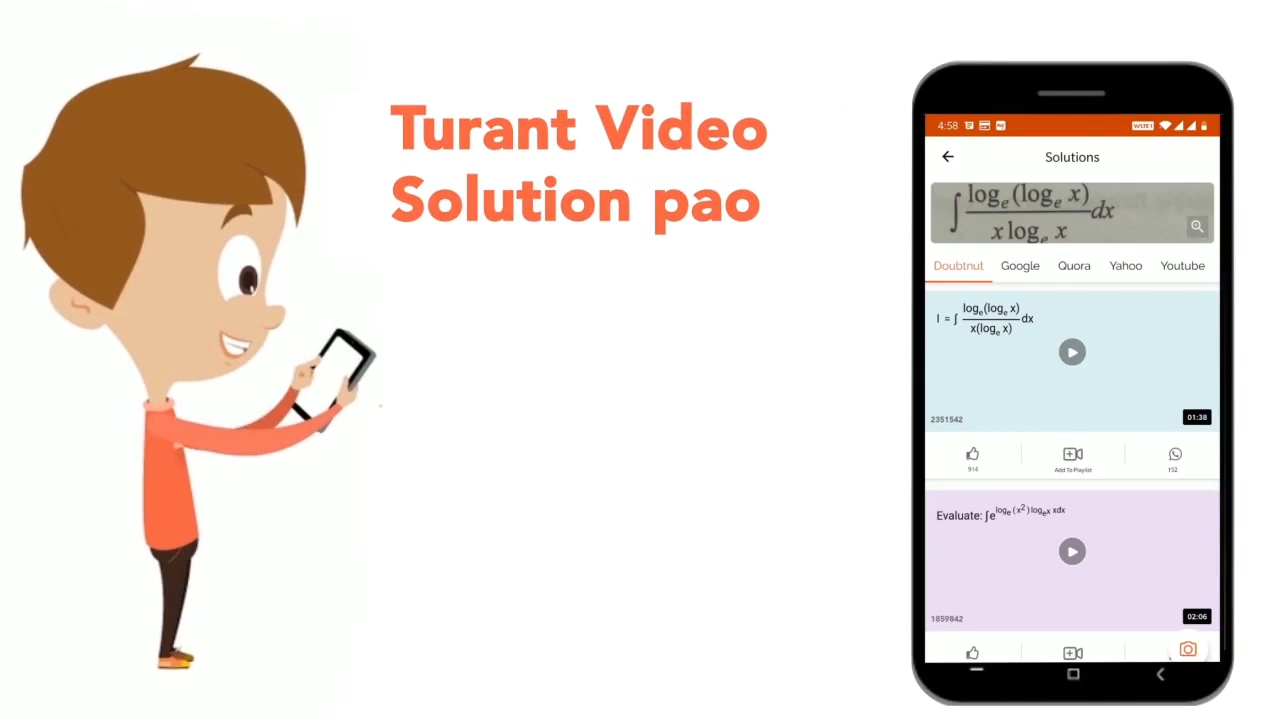 Turant Video
Solution pao
4:58
Solutions
∫ logₑ(logₑ x) / x logₑ x dx
Doubtnut Google Quora Yahoo Youtube
I = ∫ logₑ(logₑ x) / x(logₑ x) dx
2351542 01:38
914 Add To Playlist 152
Evaluate: ∫e^logₑ(x²)logₑx xdx
1859842 02:06